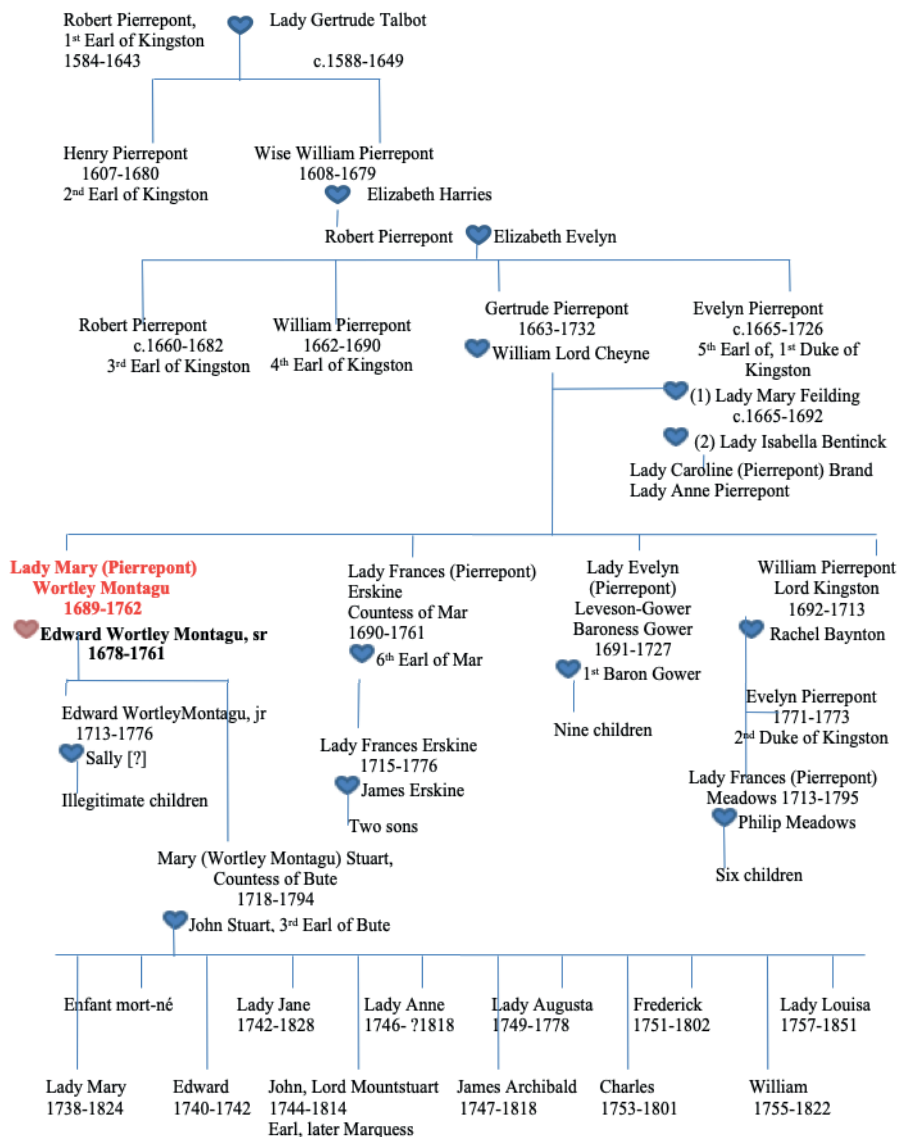 Robert Pierrepont,
1st Earl of Kingston
1584-1643
Lady Gertrude Talbot
c.1588-1649
Henry Pierrepont
1607-1680
2nd Earl of Kingston
Wise William Pierrepont
1608-1679
Elizabeth Harries
Robert Pierrepont
Elizabeth Evelyn
Robert Pierrepont
c.1660-1682
3rd Earl of Kingston
William Pierrepont
1662-1690
4th Earl of Kingston
Gertrude Pierrepont
1663-1732
William Lord Cheyne
Evelyn Pierrepont
c.1665-1726
5th Earl of, 1st Duke of
Kingston
(1) Lady Mary Feilding
c.1665-1692
(2) Lady Isabella Bentinck
Lady Caroline (Pierrepont) Brand
Lady Anne Pierrepont
Lady Mary (Pierrepont)
Wortley Montagu
1689-1762
Edward Wortley Montagu, sr
1678-1761
Lady Frances (Pierrepont)
Erskine
Countess of Mar
1690-1761
6th Earl of Mar
Lady Evelyn
(Pierrepont)
Leveson-Gower
Baroness Gower
1691-1727
1st Baron Gower
Nine children
William Pierrepont
Lord Kingston
1692-1713
Rachel Baynton
Evelyn Pierrepont
1771-1773
2nd Duke of Kingston
Lady Frances (Pierrepont)
Meadows 1713-1795
Philip Meadows
Six children
Edward WortleyMontagu, jr
1713-1776
Sally [?]
Illegitimate children
Lady Frances Erskine
1715-1776
James Erskine
Two sons
Mary (Wortley Montagu) Stuart,
Countess of Bute
1718-1794
John Stuart, 3rd Earl of Bute
Enfant mort-né
Lady Jane
1742-1828
Lady Anne
1746- ?1818
Lady Augusta
1749-1778
Frederick
1751-1802
Lady Louisa
1757-1851
Lady Mary
1738-1824
Edward
1740-1742
John, Lord Mountstuart
1744-1814
Earl, later Marquess
James Archibald
1747-1818
Charles
1753-1801
William
1755-1822